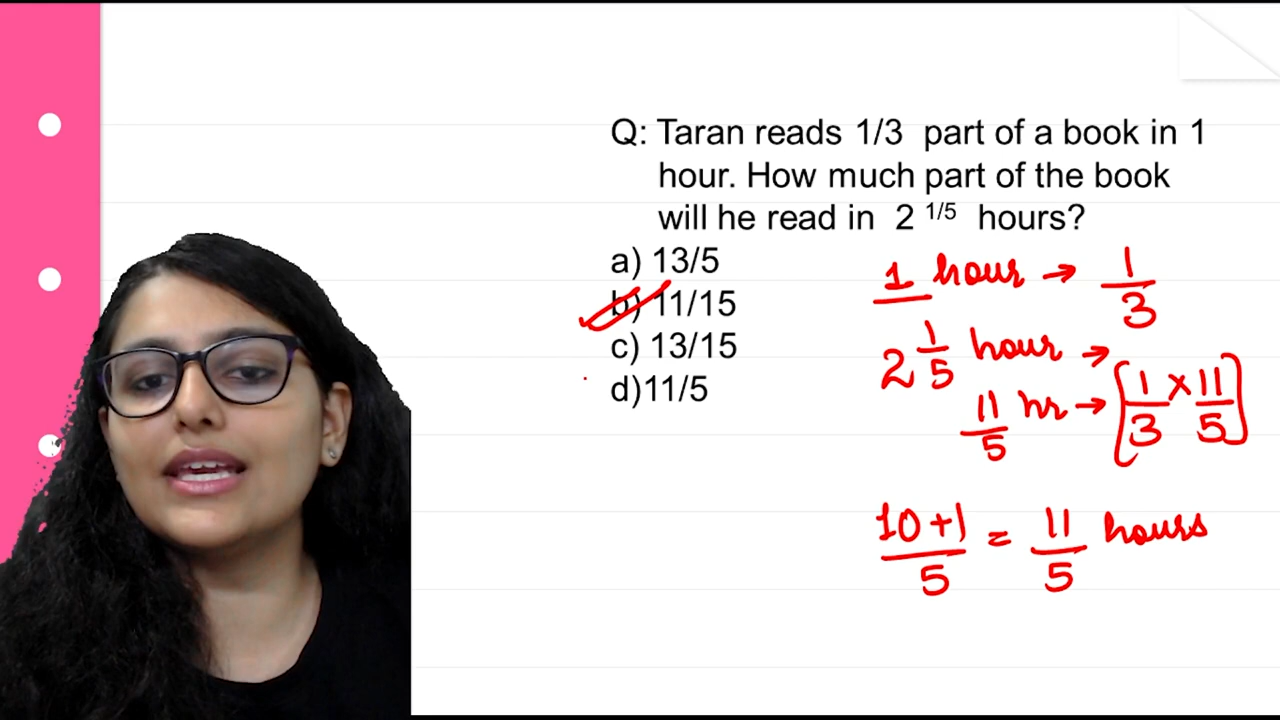 Q: Taran reads 1/3 part of a book in 1
hour. How much part of the book
will he read in 2 1/5 hours?
a) 13/5
b) 11/15
c) 13/15
d)11/5
1 hour → 1/3
2 1/5 hour →
11/5 hr → [1/3 × 11/5]
10+1/5 = 11/5 hours